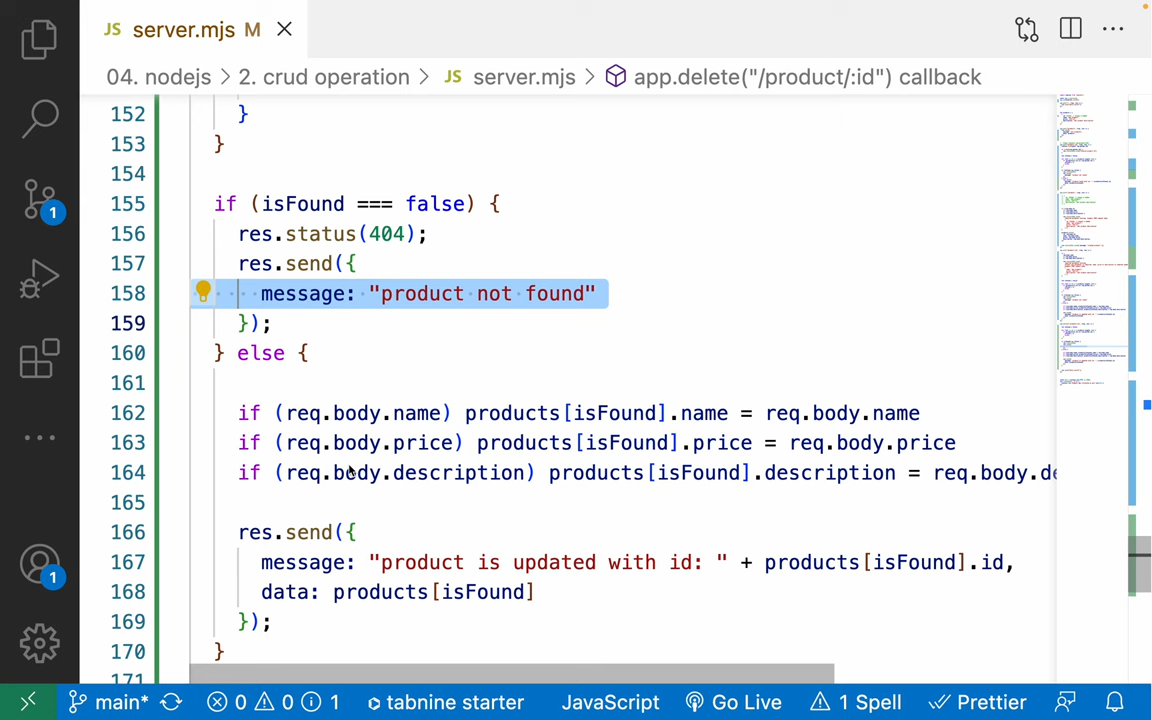 JS server.mjs M
04. nodejs > 2. crud operation > JS server.mjs > app.delete("/product/:id") callback
152 }
153 }
154
155 if (isFound === false) {
156 res.status(404);
157 res.send({
158 message: "product not found"
159 });
160 } else {
161
162 if (req.body.name) products[isFound].name = req.body.name
163 if (req.body.price) products[isFound].price = req.body.price
164 if (req.body.description) products[isFound].description = req.body.de
165
166 res.send({
167 message: "product is updated with id: " + products[isFound].id,
168 data: products[isFound]
169 });
170 }
171
1
1
main* 0 0 1 tabnine starter JavaScript Go Live 1 Spell Prettier